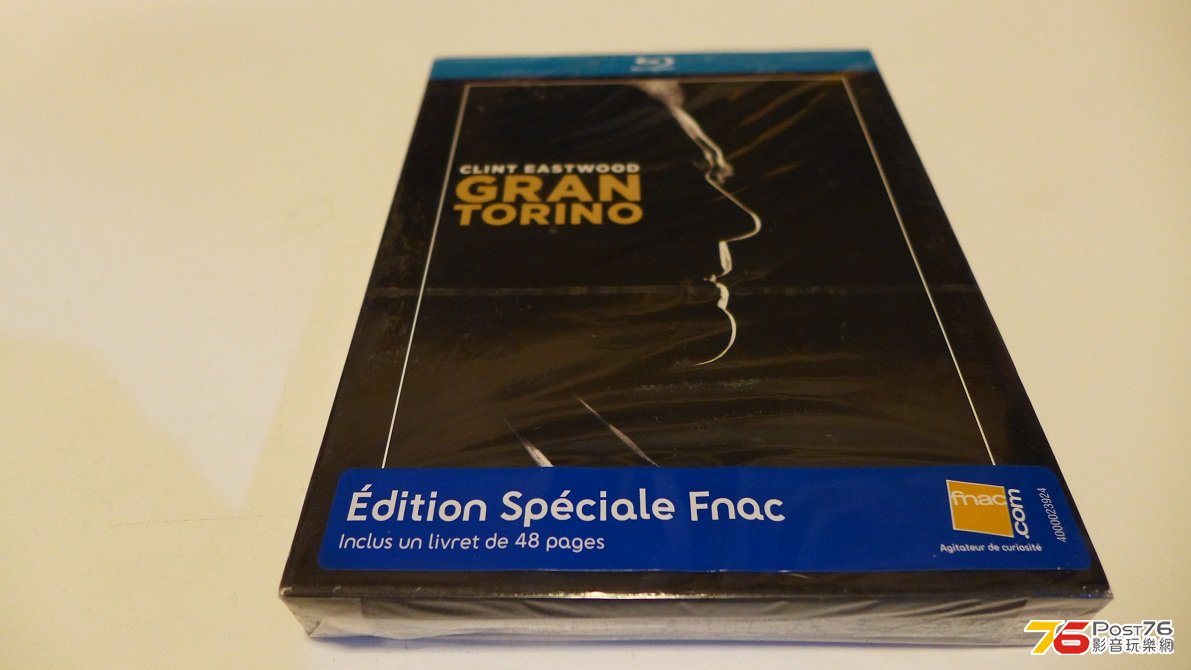 CLINT EASTWOOD
GRAN
TORINO
Édition Spéciale Fnac
Inclus un livret de 48 pages
fnac
.com
Agitateur de curiosité
4000023924
76 POST76
影音玩樂網